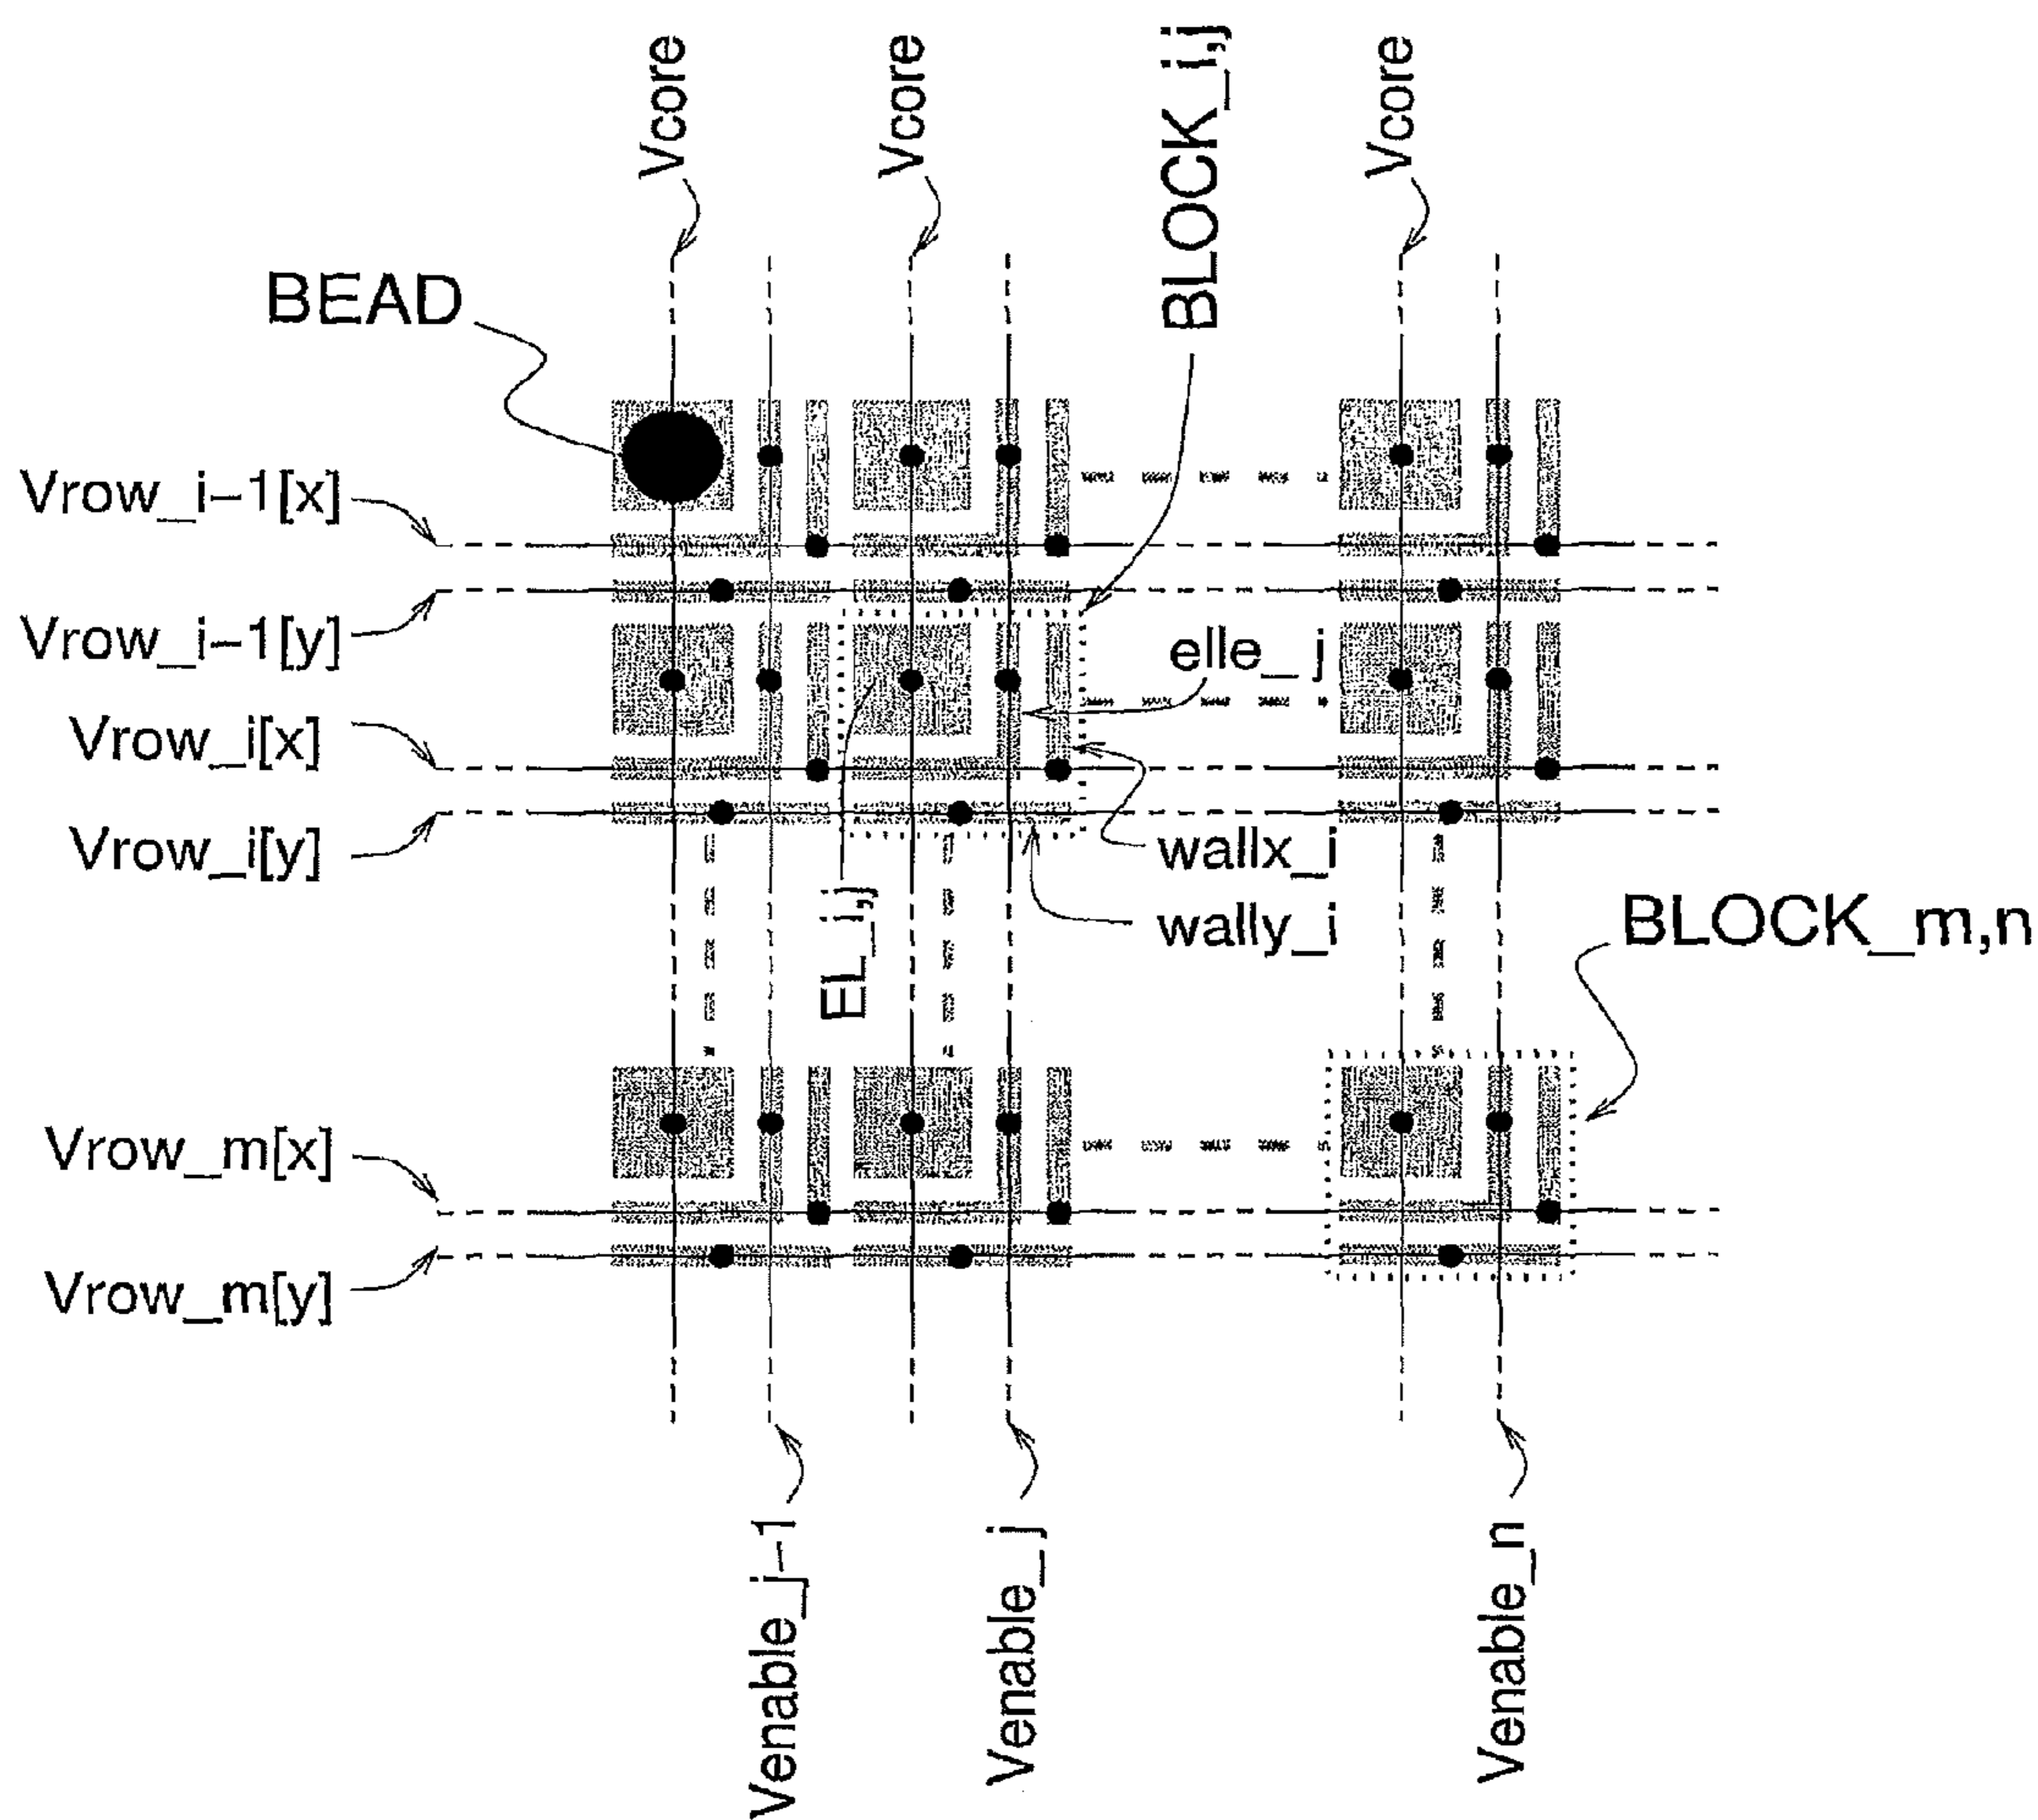 Vcore
Vcore
BLOCK_i,j
Vcore
BEAD
Vrow_i-1[x]
Vrow_i-1[y]
elle_j
Vrow_i[x]
Vrow_i[y]
wallx_i
wally_i
EL_i,j
BLOCK_m,n
Vrow_m[x]
Vrow_m[y]
Venable_j-1
Venable_j
Venable_n